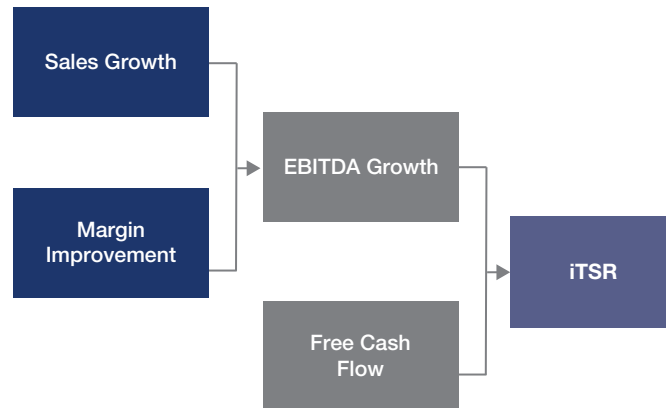 Sales Growth
Margin
Improvement
EBITDA Growth
Free Cash
Flow
iTSR